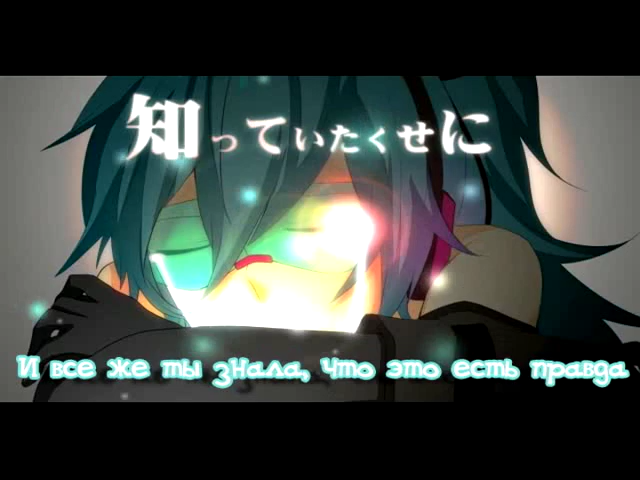 知っていたくせに
И все же ты знала, что это есть правда